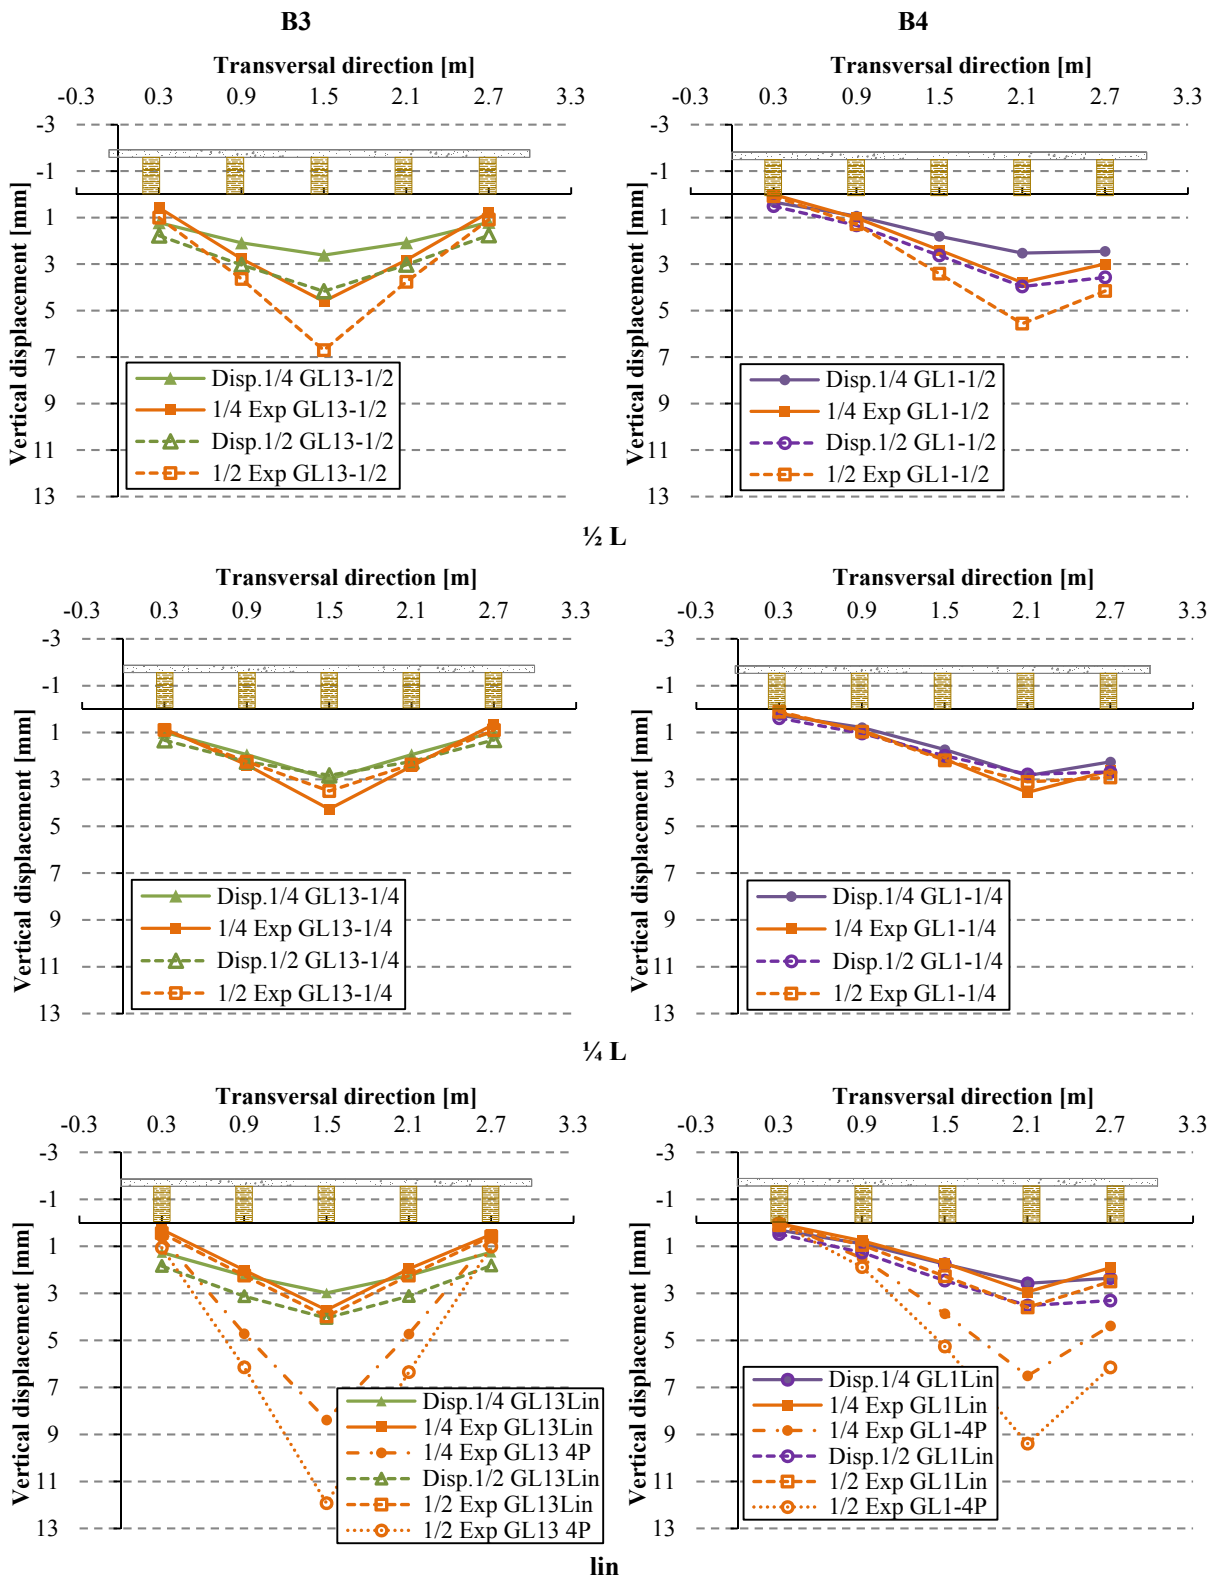 B3
B4
Transversal direction [m]
Transversal direction [m]
-0.3 0.3 0.9 1.5 2.1 2.7 3.3
-0.3 0.3 0.9 1.5 2.1 2.7 3.3
Vertical displacement [mm]
-3
-1
1
3
5
7
9
11
13
Disp.1/4 GL13-1/2
1/4 Exp GL13-1/2
Disp.1/2 GL13-1/2
1/2 Exp GL13-1/2
Vertical displacement [mm]
-3
-1
1
3
5
7
9
11
13
Disp.1/4 GL1-1/2
1/4 Exp GL1-1/2
Disp.1/2 GL1-1/2
1/2 Exp GL1-1/2
½ L
Transversal direction [m]
Transversal direction [m]
-0.3 0.3 0.9 1.5 2.1 2.7 3.3
-0.3 0.3 0.9 1.5 2.1 2.7 3.3
Vertical displacement [mm]
-3
-1
1
3
5
7
9
11
13
Disp.1/4 GL13-1/4
1/4 Exp GL13-1/4
Disp.1/2 GL13-1/4
1/2 Exp GL13-1/4
Vertical displacement [mm]
-3
-1
1
3
5
7
9
11
13
Disp.1/4 GL1-1/4
1/4 Exp GL1-1/4
Disp.1/2 GL1-1/4
1/2 Exp GL1-1/4
¼ L
Transversal direction [m]
Transversal direction [m]
-0.3 0.3 0.9 1.5 2.1 2.7 3.3
-0.3 0.3 0.9 1.5 2.1 2.7 3.3
Vertical displacement [mm]
-3
-1
1
3
5
7
9
11
13
Disp.1/4 GL13Lin
1/4 Exp GL13Lin
1/4 Exp GL13 4P
Disp.1/2 GL13Lin
1/2 Exp GL13Lin
1/2 Exp GL13 4P
Vertical displacement [mm]
-3
-1
1
3
5
7
9
11
13
Disp.1/4 GL1Lin
1/4 Exp GL1Lin
1/4 Exp GL1-4P
Disp.1/2 GL1Lin
1/2 Exp GL1Lin
1/2 Exp GL1-4P
lin